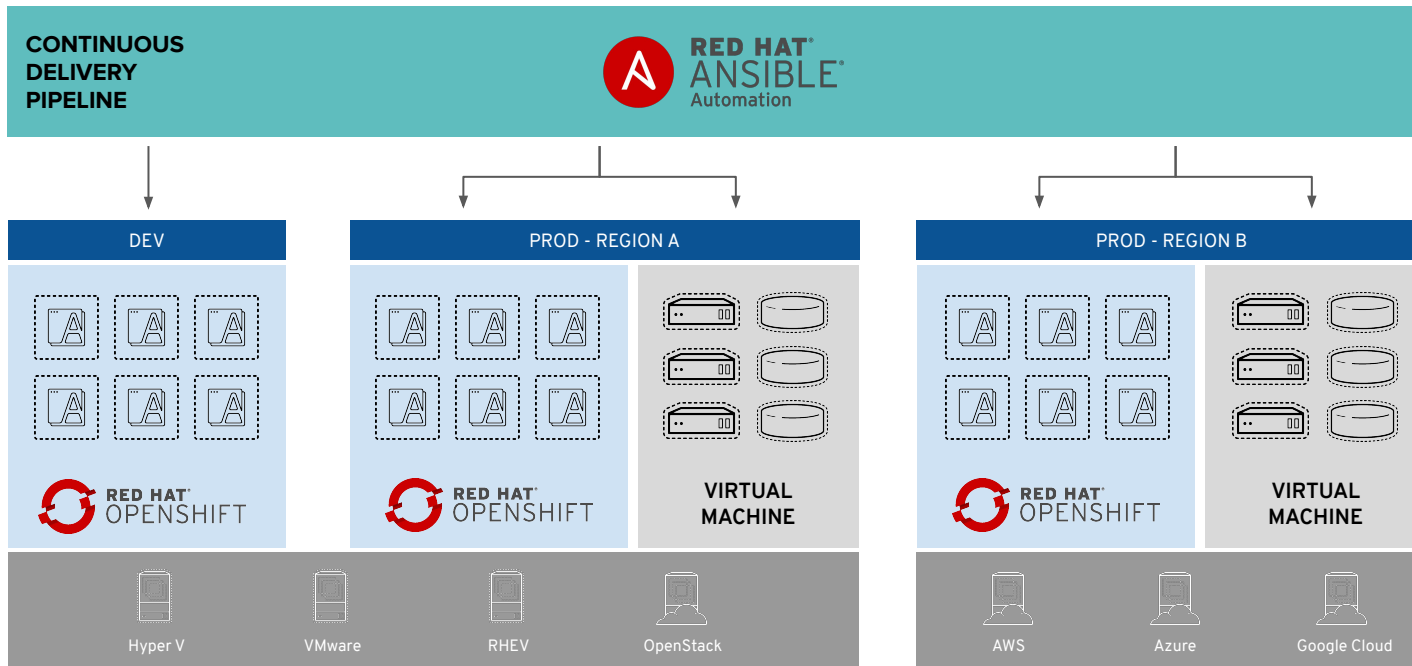 CONTINUOUS
DELIVERY
PIPELINE
RED HAT®
ANSIBLE®
Automation
DEV
PROD - REGION A
PROD - REGION B
RED HAT®
OPENSHIFT
RED HAT®
OPENSHIFT
VIRTUAL
MACHINE
RED HAT®
OPENSHIFT
VIRTUAL
MACHINE
Hyper V
VMware
RHEV
OpenStack
AWS
Azure
Google Cloud